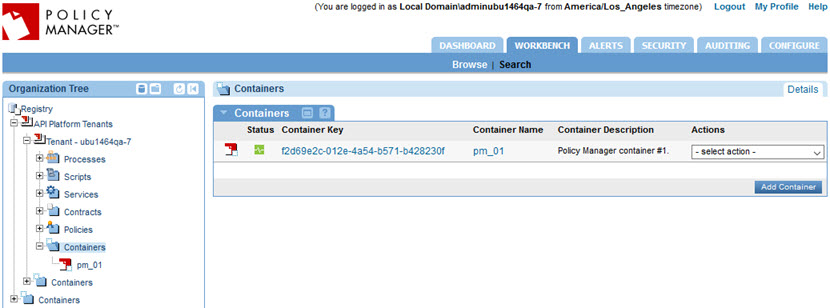 POLICY
MANAGER™
(You are logged in as Local Domain\adminubu1464qa-7 from America/Los_Angeles timezone) Logout My Profile Help
DASHBOARD WORKBENCH ALERTS SECURITY AUDITING CONFIGURE
Browse | Search
Organization Tree
Registry
API Platform Tenants
Tenant - ubu1464qa-7
Processes
Scripts
Services
Contracts
Policies
Containers
pm_01
Containers
Containers
Containers Details
Containers
Status Container Key Container Name Container Description Actions
f2d69e2c-012e-4a54-b571-b428230f pm_01 Policy Manager container #1. - select action -
Add Container